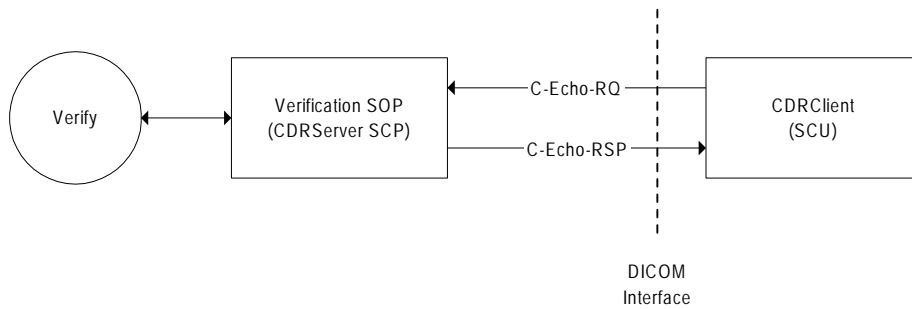 C-Echo-RQ
Verify
Verification SOP
(CDRServer SCP)
CDRClient
(SCU)
C-Echo-RSP
DICOM
Interface